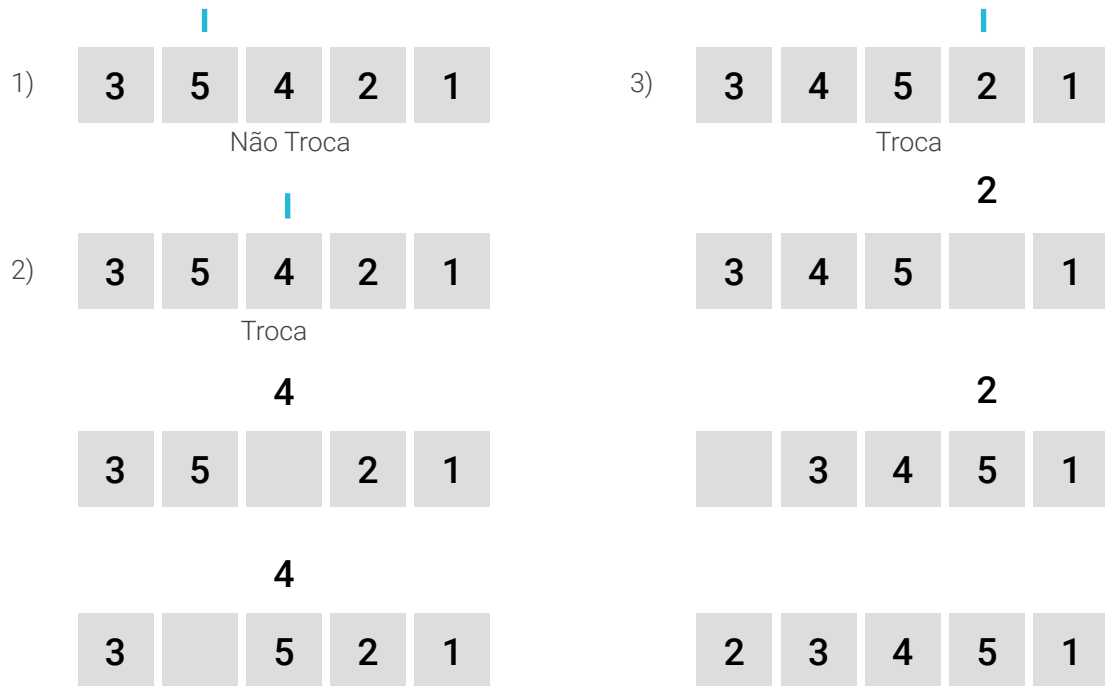 1) 3 5 4 2 1
Não Troca
2) 3 5 4 2 1
Troca
4
3 5 2 1
4
3 5 2 1
3) 3 4 5 2 1
Troca
2
3 4 5 1
2
3 4 5 1
2 3 4 5 1